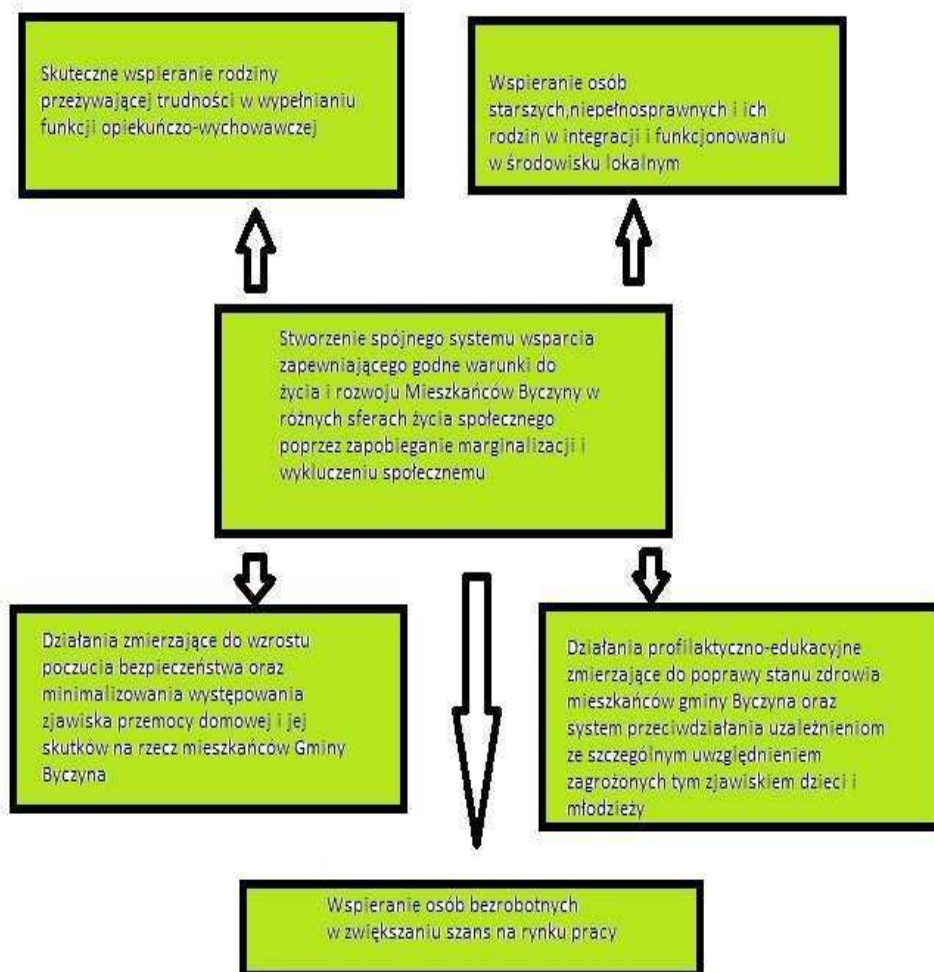 Skuteczne wspieranie rodziny
przeżywającej trudności w wypełnianiu
funkcji opiekuńczo-wychowawczej
Wspieranie osób
starszych,niepełnosprawnych i ich
rodzin w integracji i funkcjonowaniu
w środowisku lokalnym
Stworzenie spójnego systemu wsparcia
zapewniającego godne warunki do
życia i rozwoju Mieszkańców Byczyny w
różnych sferach życia społecznego
poprzez zapobieganie marginalizacji i
wykluczeniu społecznemu
Działania zmierzające do wzrostu
poczucia bezpieczeństwa oraz
minimalizowania występowania
zjawiska przemocy domowej i jej
skutków na rzecz mieszkańców Gminy
Byczyna
Działania profilaktyczno-edukacyjne
zmierzające do poprawy stanu zdrowia
mieszkańców gminy Byczyna oraz
system przeciwdziałania uzależnieniom
ze szczególnym uwzględnieniem
zagrożonych tym zjawiskiem dzieci i
młodzieży
Wspieranie osób bezrobotnych
w zwiększaniu szans na rynku pracy